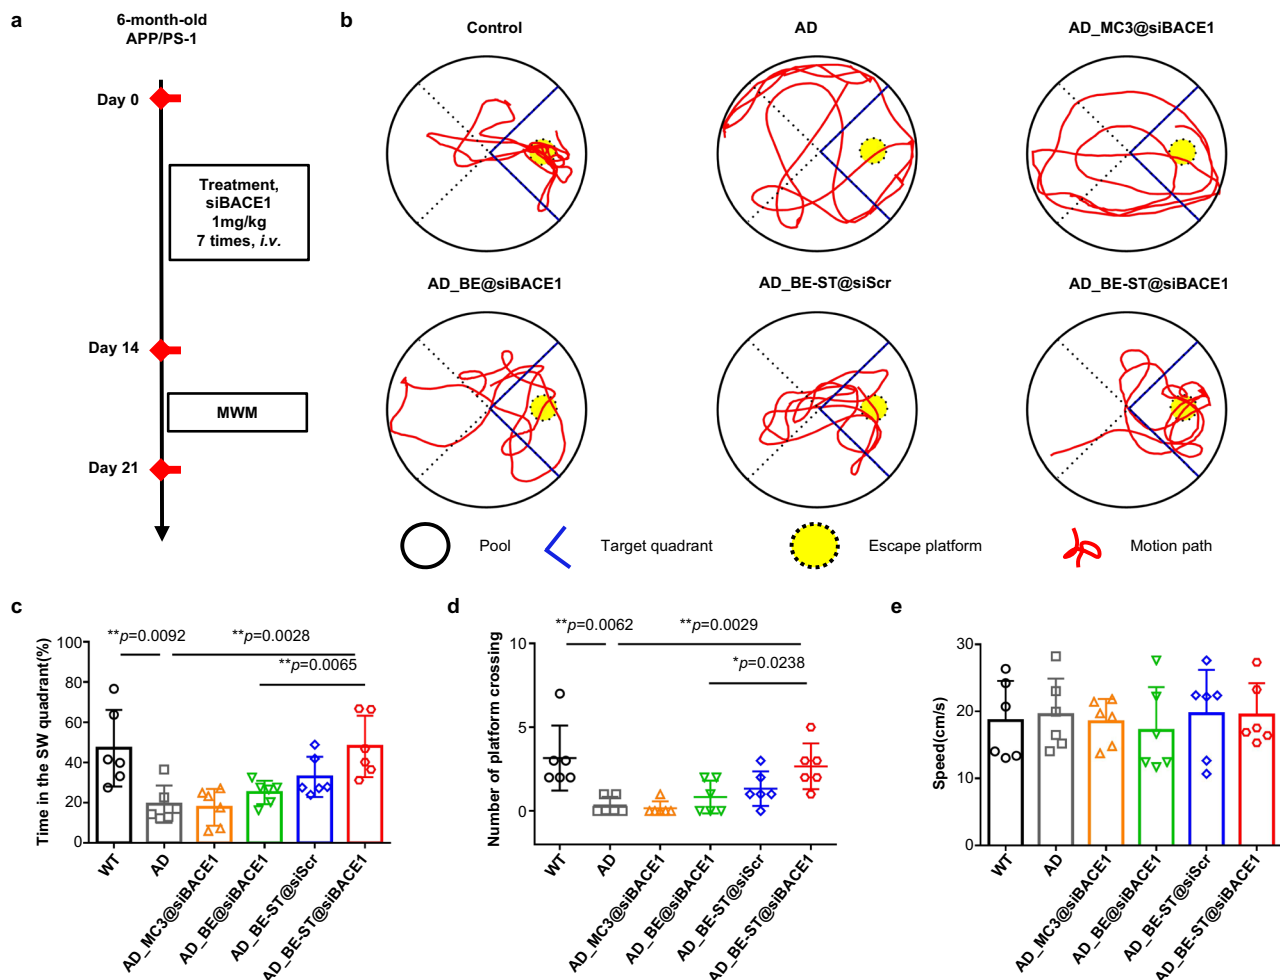 a
6-month-old
APP/PS-1
Day 0
Treatment,
siBACE1
1mg/kg
7 times, i.v.
Day 14
MWM
Day 21
b
Control
AD
AD_MC3@siBACE1
AD_BE@siBACE1
AD_BE-ST@siScr
AD_BE-ST@siBACE1
Pool
Target quadrant
Escape platform
Motion path
c
**p=0.0092
**p=0.0028
**p=0.0065
Time in the SW quadrant(%)
100
80
60
40
20
0
WT
AD
AD_MC3@siBACE1
AD_BE@siBACE1
AD_BE-ST@siScr
AD_BE-ST@siBACE1
d
**p=0.0062
**p=0.0029
*p=0.0238
Number of platform crossing
10
5
0
WT
AD
AD_MC3@siBACE1
AD_BE@siBACE1
AD_BE-ST@siScr
AD_BE-ST@siBACE1
e
Speed(cm/s)
30
20
10
0
WT
AD
AD_MC3@siBACE1
AD_BE@siBACE1
AD_BE-ST@siScr
AD_BE-ST@siBACE1